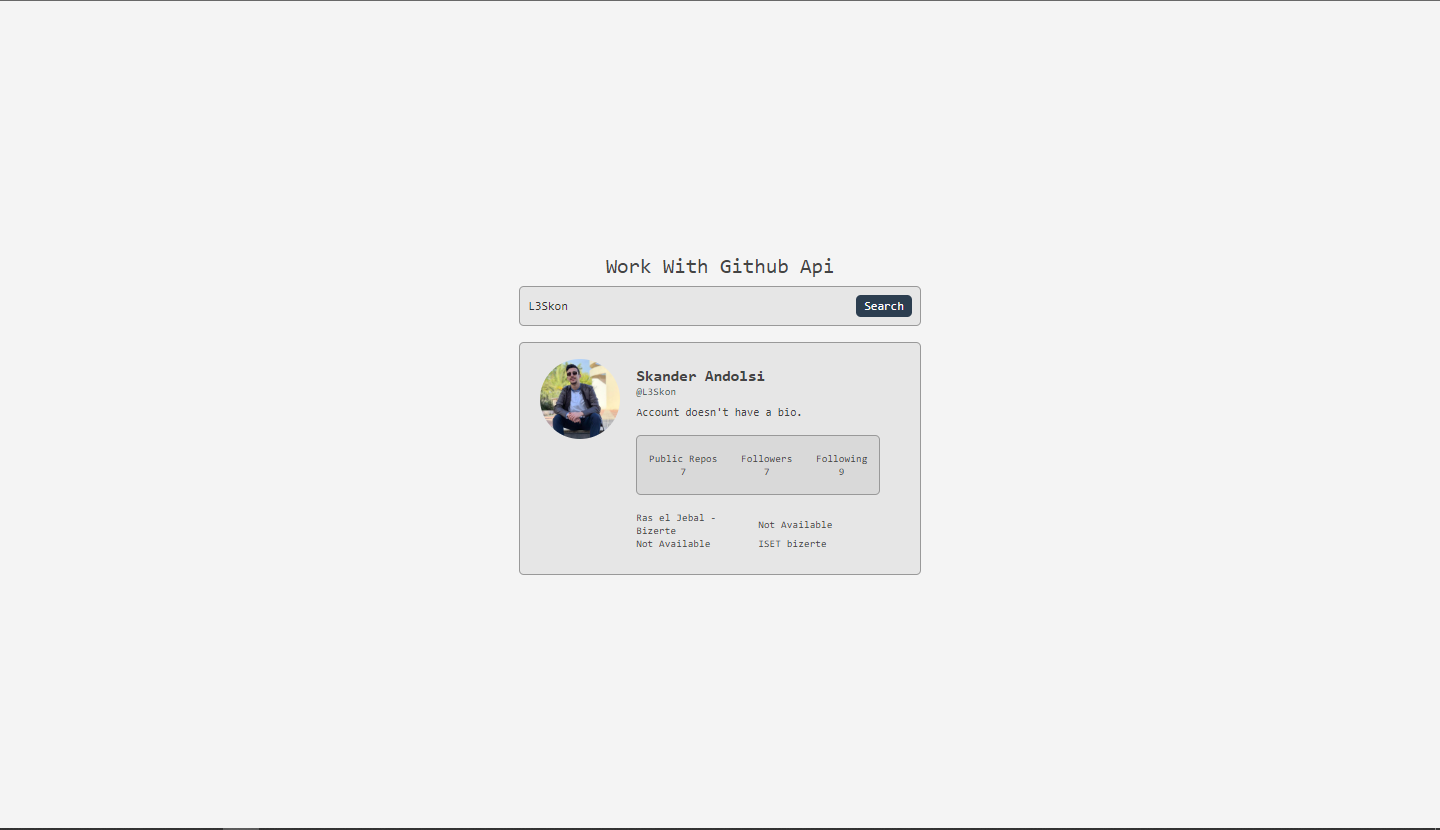 Work With Github Api
L3Skon
Search
Skander Andolsi
@L3Skon
Account doesn't have a bio.
Public Repos
7
Followers
7
Following
9
Ras el Jebal -
Bizerte
Not Available
Not Available
ISET bizerte